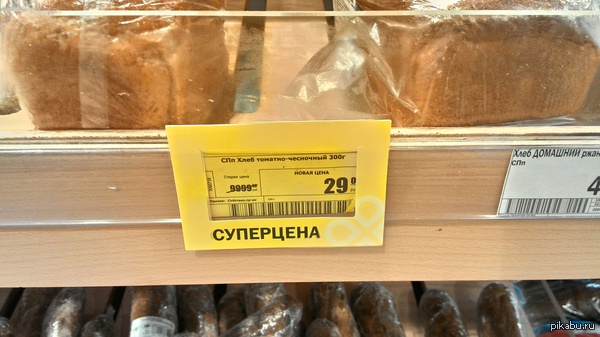 СПп Хлеб томатно-чесночный 300г
Старая цена
НОВАЯ ЦЕНА
9999
29
СУПЕРЦЕНА
Хлеб ДОМАШНИЙ ржан
СПп
4
pikabu.ru